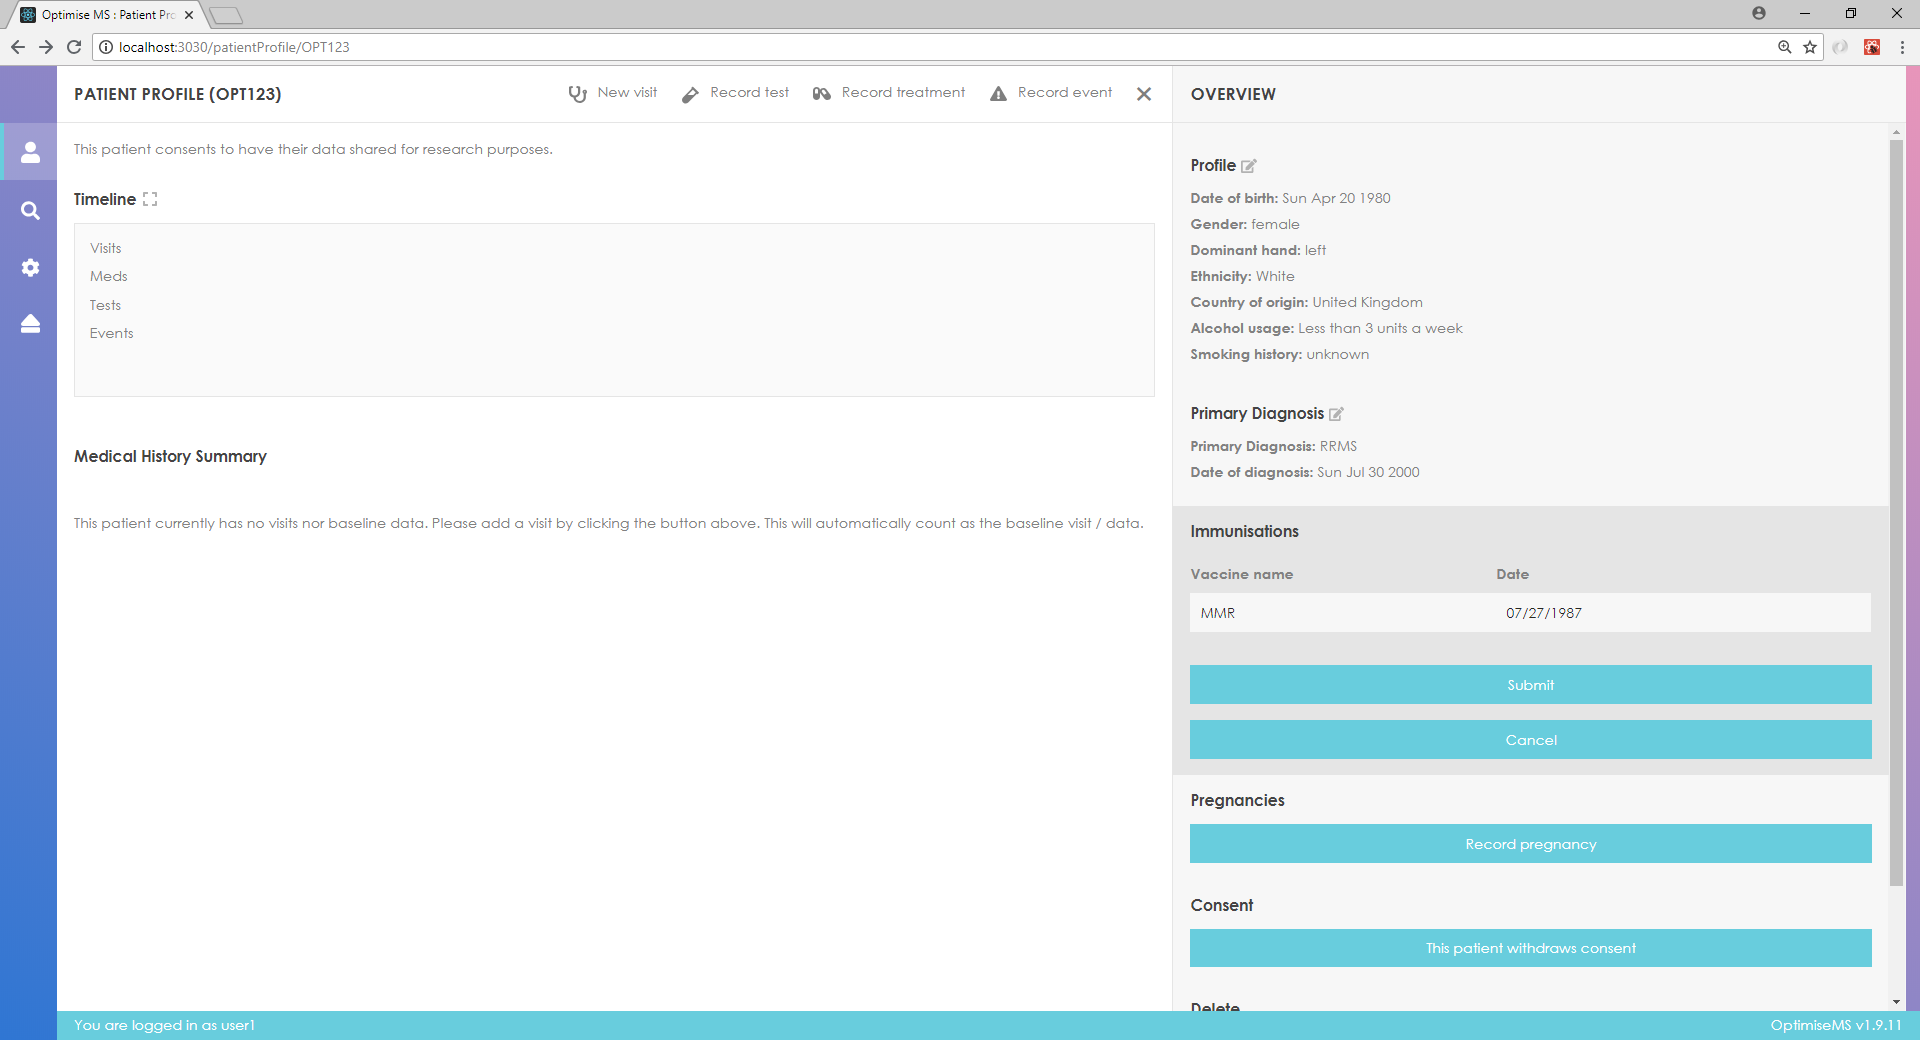 Optimise MS : Patient Pro
localhost:3030/patientProfile/OPT123
PATIENT PROFILE (OPT123)
New visit
Record test
Record treatment
Record event
This patient consents to have their data shared for research purposes.
Timeline
Visits
Meds
Tests
Events
Medical History Summary
This patient currently has no visits nor baseline data. Please add a visit by clicking the button above. This will automatically count as the baseline visit / data.
OVERVIEW
Profile
Date of birth: Sun Apr 20 1980
Gender: female
Dominant hand: left
Ethnicity: White
Country of origin: United Kingdom
Alcohol usage: Less than 3 units a week
Smoking history: unknown
Primary Diagnosis
Primary Diagnosis: RRMS
Date of diagnosis: Sun Jul 30 2000
Immunisations
Vaccine name Date
MMR 07/27/1987
Submit
Cancel
Pregnancies
Record pregnancy
Consent
This patient withdraws consent
Delete
You are logged in as user1
OptimiseMS v1.9.11